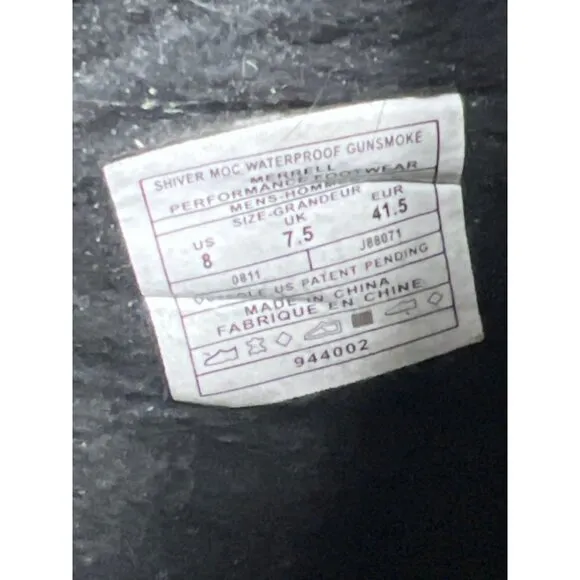 SHIVER MOC WATERPROOF GUNSMOKE
MERRELL
PERFORMANCE FOOTWEAR
MENS-HOMME
SIZE-GRANDEUR
US UK EUR
8 7.5 41.5
0811 J88071
US PATENT PENDING
MADE IN CHINA
FABRIQUE EN CHINE
944002